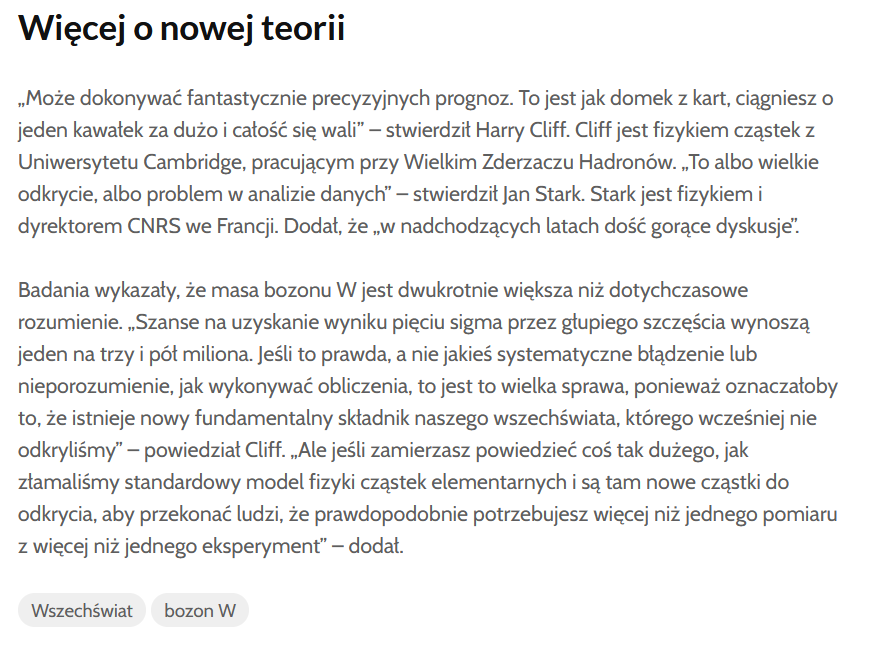 Więcej o nowej teorii
„Może dokonywać fantastycznie precyzyjnych prognoz. To jest jak domek z kart, ciągniesz o
jeden kawałek za dużo i całość się wali” – stwierdził Harry Cliff. Cliff jest fizykiem cząstek z
Uniwersytetu Cambridge, pracującym przy Wielkim Zderzaczu Hadronów. „To albo wielkie
odkrycie, albo problem w analizie danych” – stwierdził Jan Stark. Stark jest fizykiem i
dyrektorem CNRS we Francji. Dodał, że „w nadchodzących latach dość gorące dyskusje”.
Badania wykazały, że masa bozonu W jest dwukrotnie większa niż dotychczasowe
rozumienie. „Szanse na uzyskanie wyniku pięciu sigma przez głupiego szczęścia wynoszą
jeden na trzy i pół miliona. Jeśli to prawda, a nie jakieś systematyczne błądzenie lub
nieporozumienie, jak wykonywać obliczenia, to jest to wielka sprawa, ponieważ oznaczałoby
to, że istnieje nowy fundamentalny składnik naszego wszechświata, którego wcześniej nie
odkryliśmy” – powiedział Cliff. „Ale jeśli zamierzasz powiedzieć coś tak dużego, jak
złamaliśmy standardowy model fizyki cząstek elementarnych i są tam nowe cząstki do
odkrycia, aby przekonać ludzi, że prawdopodobnie potrzebujesz więcej niż jednego pomiaru
z więcej niż jednego eksperyment” – dodał.
Wszechświat bozon W